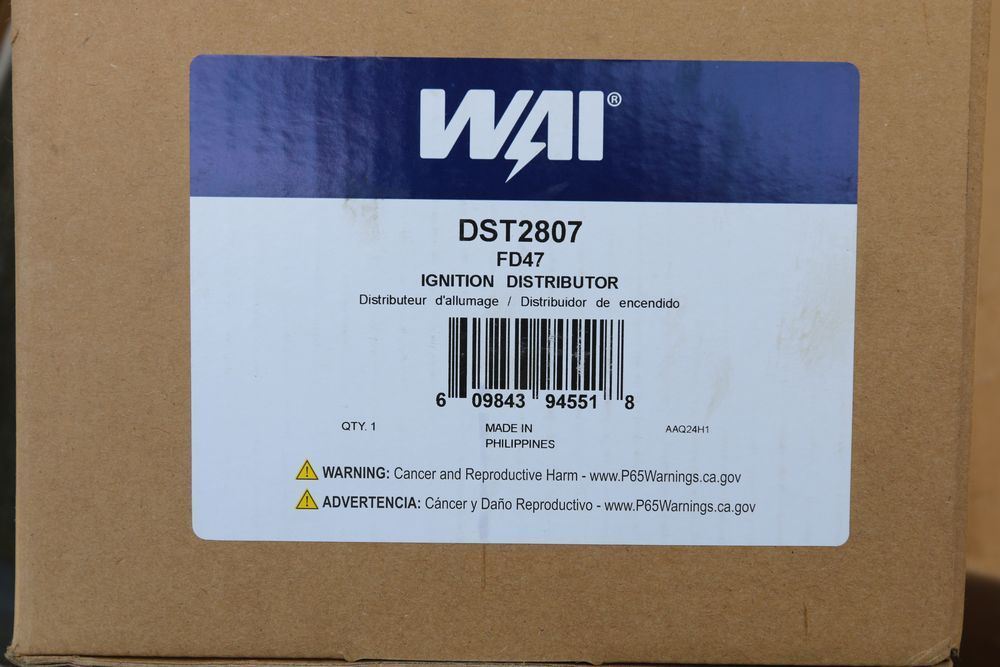 WAI®
DST2807
FD47
IGNITION DISTRIBUTOR
Distributeur d'allumage / Distribuidor de encendido
6 09843 94551 8
QTY. 1
MADE IN
PHILIPPINES
AAQ24H1
WARNING: Cancer and Reproductive Harm - www.P65Warnings.ca.gov
ADVERTENCIA: Cáncer y Daño Reproductivo - www.P65Warnings.ca.gov